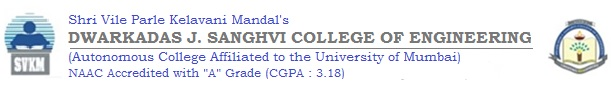 Shri Vile Parle Kelavani Mandal's
DWARKADAS J. SANGHVI COLLEGE OF ENGINEERING
(Autonomous College Affiliated to the University of Mumbai)
NAAC Accredited with "A" Grade (CGPA : 3.18)
SVKM